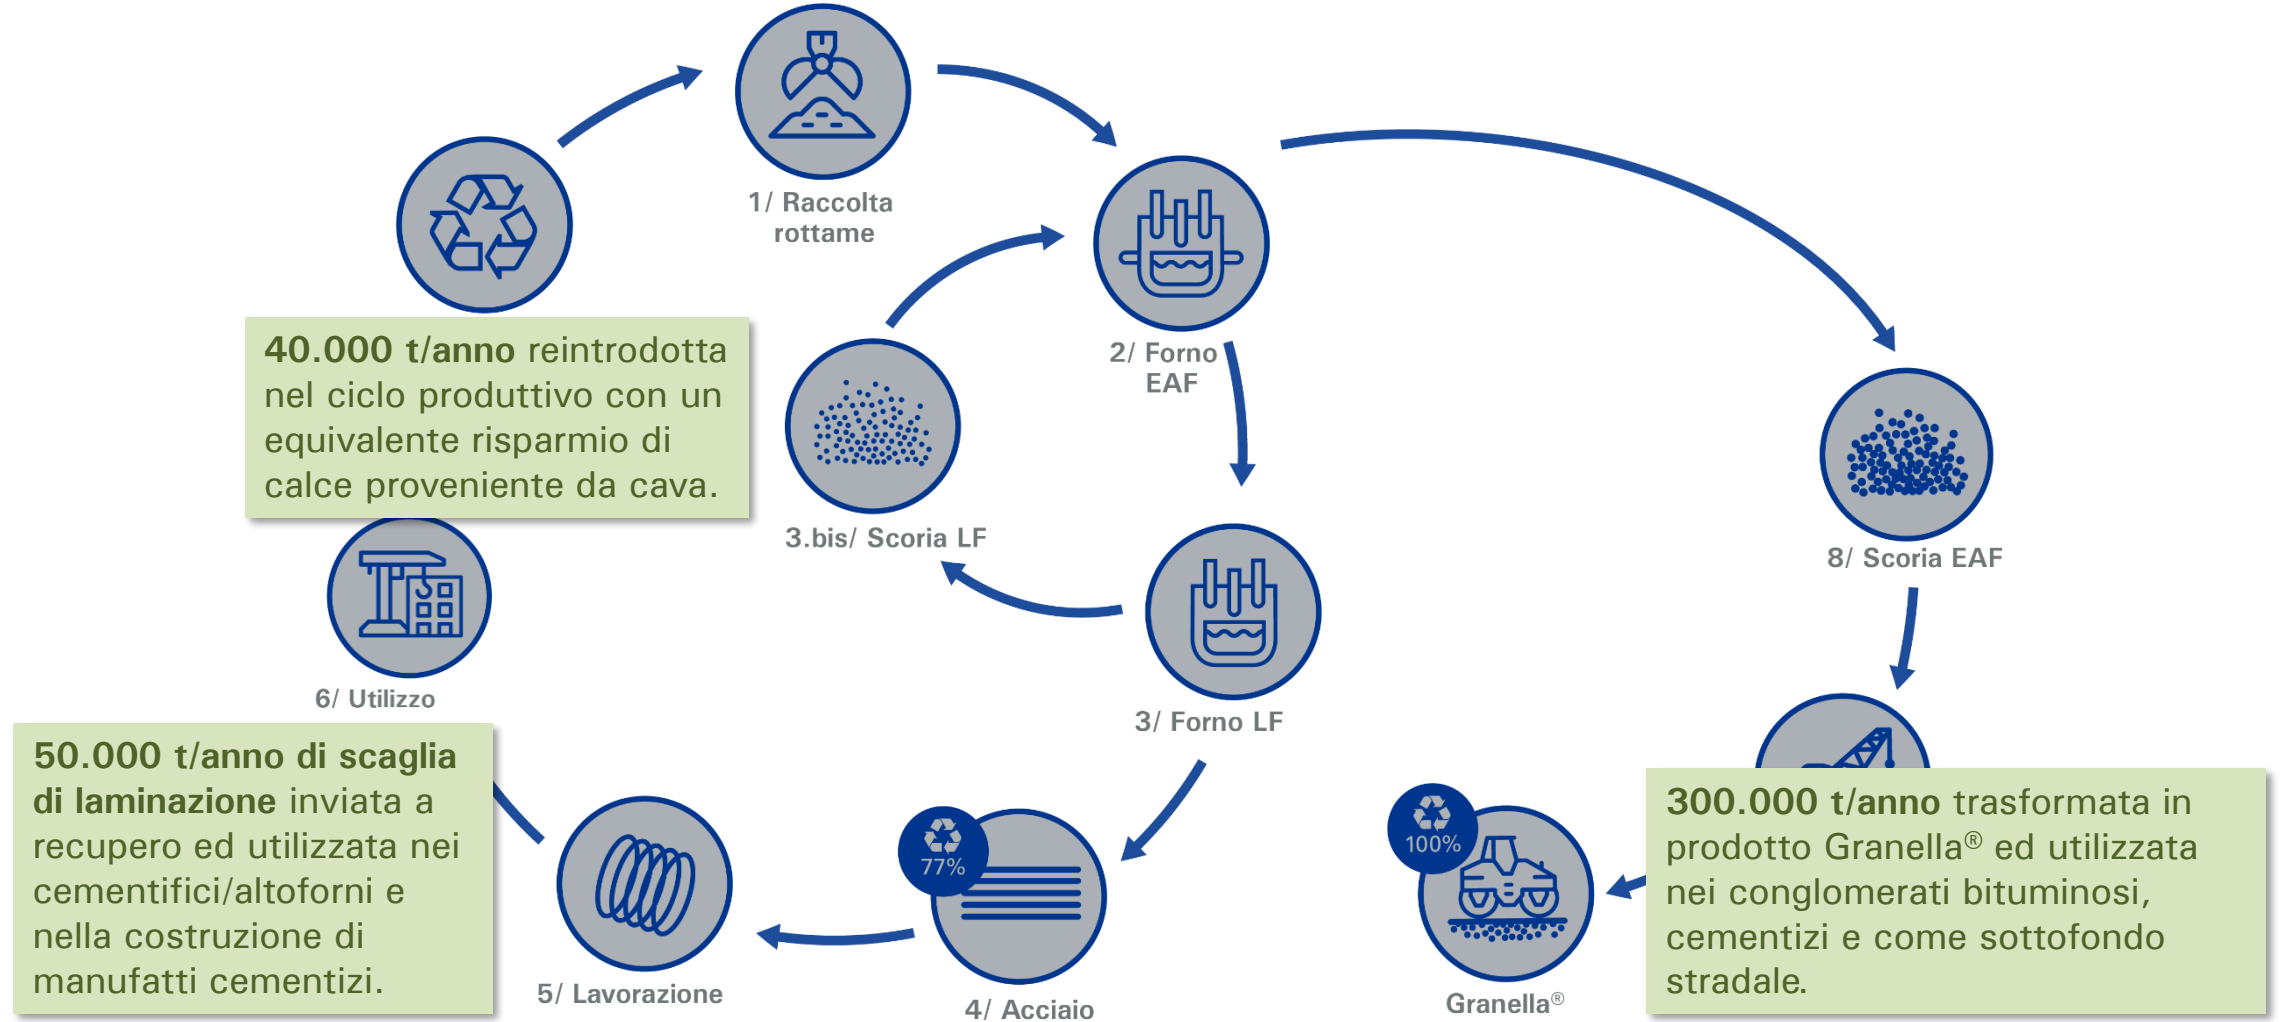 1/ Raccolta
rottame
2/ Forno
EAF
40.000 t/anno reintrodotta
nel ciclo produttivo con un
equivalente risparmio di
calce proveniente da cava.
3.bis/ Scoria LF
8/ Scoria EAF
6/ Utilizzo
3/ Forno LF
50.000 t/anno di scaglia
di laminazione inviata a
recupero ed utilizzata nei
cementifici/altoforni e
nella costruzione di
manufatti cementizi.
5/ Lavorazione
77%
4/ Acciaio
100%
Granella®
300.000 t/anno trasformata in
prodotto Granella® ed utilizzata
nei conglomerati bituminosi,
cementizi e come sottofondo
stradale.